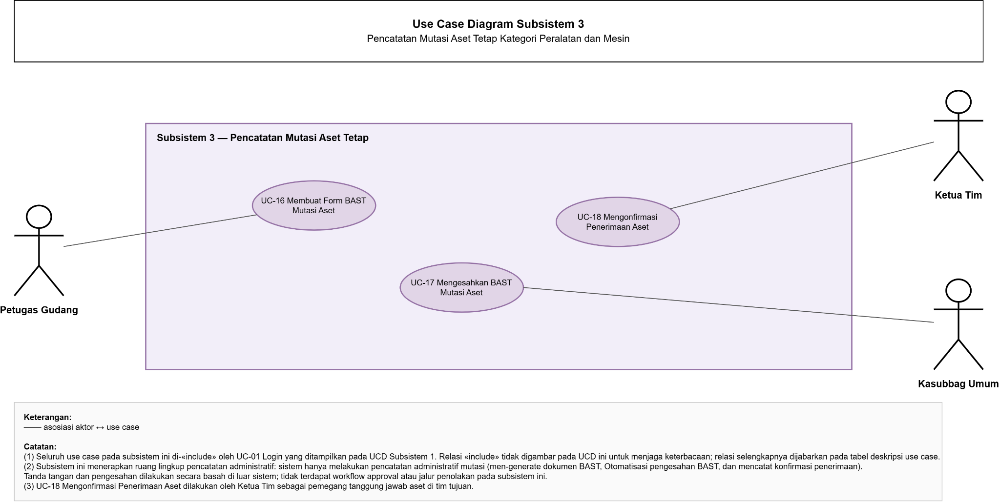 Use Case Diagram Subsistem 3
Pencatatan Mutasi Aset Tetap Kategori Peralatan dan Mesin
Subsistem 3 — Pencatatan Mutasi Aset Tetap
UC-16 Membuat Form BAST
Mutasi Aset
UC-18 Mengonfirmasi
Penerimaan Aset
Ketua Tim
UC-17 Mengesahkan BAST
Mutasi Aset
Petugas Gudang
Kasubbag Umum
Keterangan:
—— asosiasi aktor ↔ use case
Catatan:
(1) Seluruh use case pada subsistem ini di-«include» oleh UC-01 Login yang ditampilkan pada UCD Subsistem 1. Relasi «include» tidak digambar pada UCD ini untuk menjaga keterbacaan; relasi selengkapnya dijabarkan pada tabel deskripsi use case.
(2) Subsistem ini menerapkan ruang lingkup pencatatan administratif: sistem hanya melakukan pencatatan administratif mutasi (men-generate dokumen BAST, Otomatisasi pengesahan BAST, dan mencatat konfirmasi penerimaan).
Tanda tangan dan pengesahan dilakukan secara basah di luar sistem; tidak terdapat workflow approval atau jalur penolakan pada subsistem ini.
(3) UC-18 Mengonfirmasi Penerimaan Aset dilakukan oleh Ketua Tim sebagai pemegang tanggung jawab aset di tim tujuan.